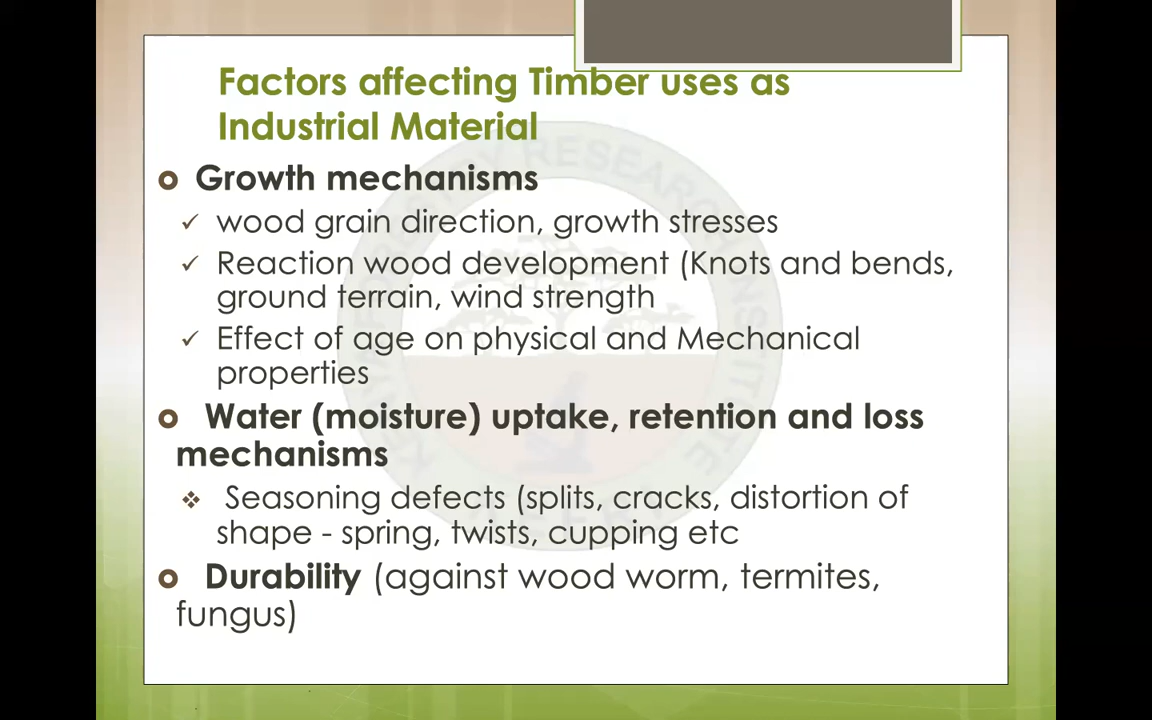 Factors affecting Timber uses as
Industrial Material
Growth mechanisms
wood grain direction, growth stresses
Reaction wood development (Knots and bends,
ground terrain, wind strength
Effect of age on physical and Mechanical
properties
Water (moisture) uptake, retention and loss
mechanisms
Seasoning defects (splits, cracks, distortion of
shape - spring, twists, cupping etc
Durability (against wood worm, termites,
fungus)